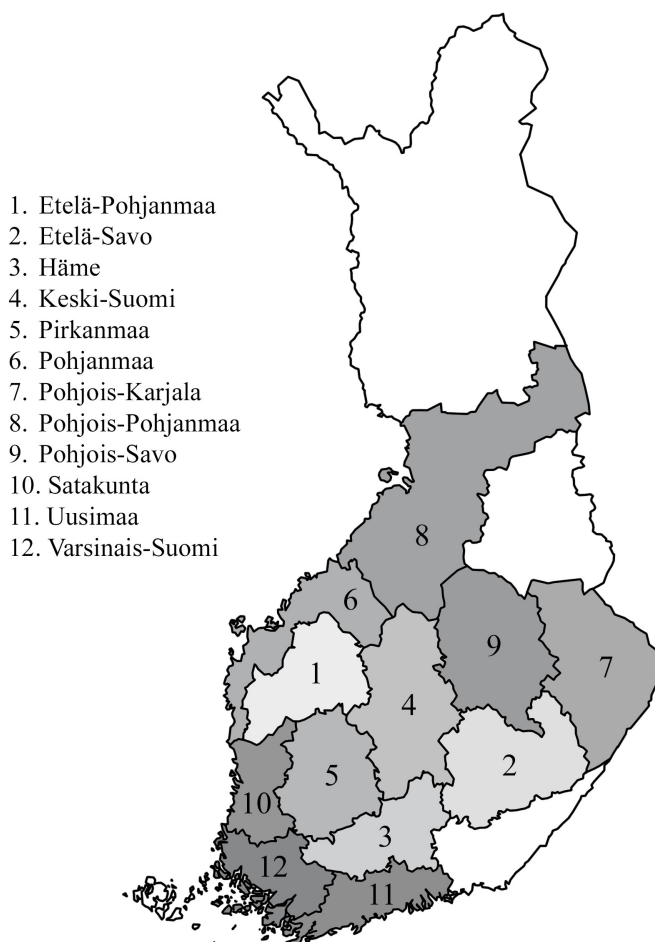 1. Etelä-Pohjanmaa
2. Etelä-Savo
3. Häme
4. Keski-Suomi
5. Pirkanmaa
6. Pohjanmaa
7. Pohjois-Karjala
8. Pohjois-Pohjanmaa
9. Pohjois-Savo
10. Satakunta
11. Uusimaa
12. Varsinais-Suomi
8
6
9
7
1
4
2
5
10
3
12
11